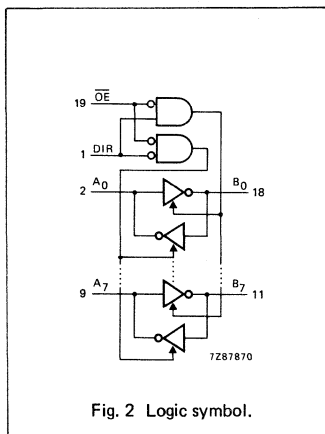 19 OE
1 DIR
2 A0 B0 18
9 A7 B7 11
7Z87870
Fig. 2 Logic symbol.